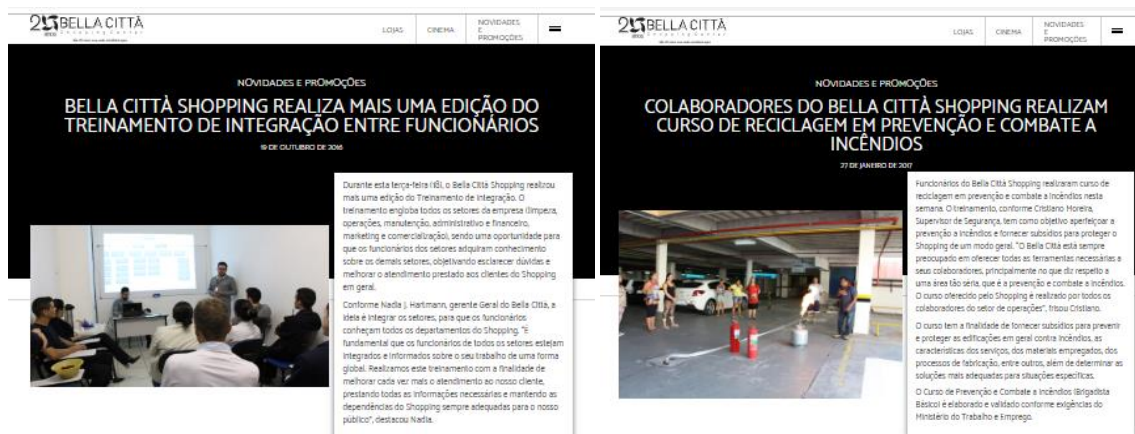 25 BELLA CITTÀ
anos Shopping Center
LOJAS
CINEMA
NOVIDADES
E
PROMOÇÕES
NOVIDADES E PROMOÇÕES
BELLA CITTÀ SHOPPING REALIZA MAIS UMA EDIÇÃO DO
TREINAMENTO DE INTEGRAÇÃO ENTRE FUNCIONÁRIOS
19 DE OUTUBRO DE 2016
Durante esta terça-feira (18), o Bella Città Shopping realizou
mais uma edição do Treinamento de Integração. O
treinamento engloba todos os setores da empresa (limpeza,
operações, manutenção, administrativo e financeiro,
marketing e comercialização), sendo uma oportunidade para
que os funcionários dos setores adquiram conhecimento
sobre os demais setores, objetivando esclarecer dúvidas e
melhorar o atendimento prestado aos clientes do Shopping
em geral.
Conforme Nadia J. Hartmann, gerente Geral do Bella Città, a
ideia é integrar os setores, para que os funcionários
conheçam todos os departamentos do Shopping. "É
fundamental que os funcionários de todos os setores estejam
integrados e informados sobre o seu trabalho de uma forma
global. Realizamos este treinamento com a finalidade de
melhorar cada vez mais o atendimento ao nosso cliente,
prestando todas as informações necessárias e mantendo as
dependências do Shopping sempre adequadas para o nosso
público", destacou Nadia.
25 BELLA CITTÀ
anos Shopping Center
LOJAS
CINEMA
NOVIDADES
E
PROMOÇÕES
NOVIDADES E PROMOÇÕES
COLABORADORES DO BELLA CITTÀ SHOPPING REALIZAM
CURSO DE RECICLAGEM EM PREVENÇÃO E COMBATE A
INCÊNDIOS
27 DE JANEIRO DE 2017
Funcionários do Bella Città Shopping realizaram curso de
reciclagem em prevenção e combate a incêndios nesta
semana. O treinamento, conforme Cristiano Moreira,
Supervisor de Segurança, tem como objetivo aperfeiçoar a
prevenção a incêndios e fornecer subsídios para proteger o
Shopping de um modo geral. "O Bella Città está sempre
preocupado em oferecer todas as ferramentas necessárias a
seus colaboradores, principalmente no que diz respeito a
uma área tão séria, que é a prevenção e combate a incêndios.
O curso oferecido pelo Shopping é realizado por todos os
colaboradores do setor de operações", frisou Cristiano.
O curso tem a finalidade de fornecer subsídios para prevenir
e proteger as edificações em geral contra incêndios, as
características dos serviços, dos materiais empregados, dos
processos de fabricação, entre outros, além de determinar as
soluções mais adequadas para situações específicas.
O Curso de Prevenção e Combate a Incêndios (Brigadista
Básico) é elaborado e validado conforme exigências do
Ministério do Trabalho e Emprego.